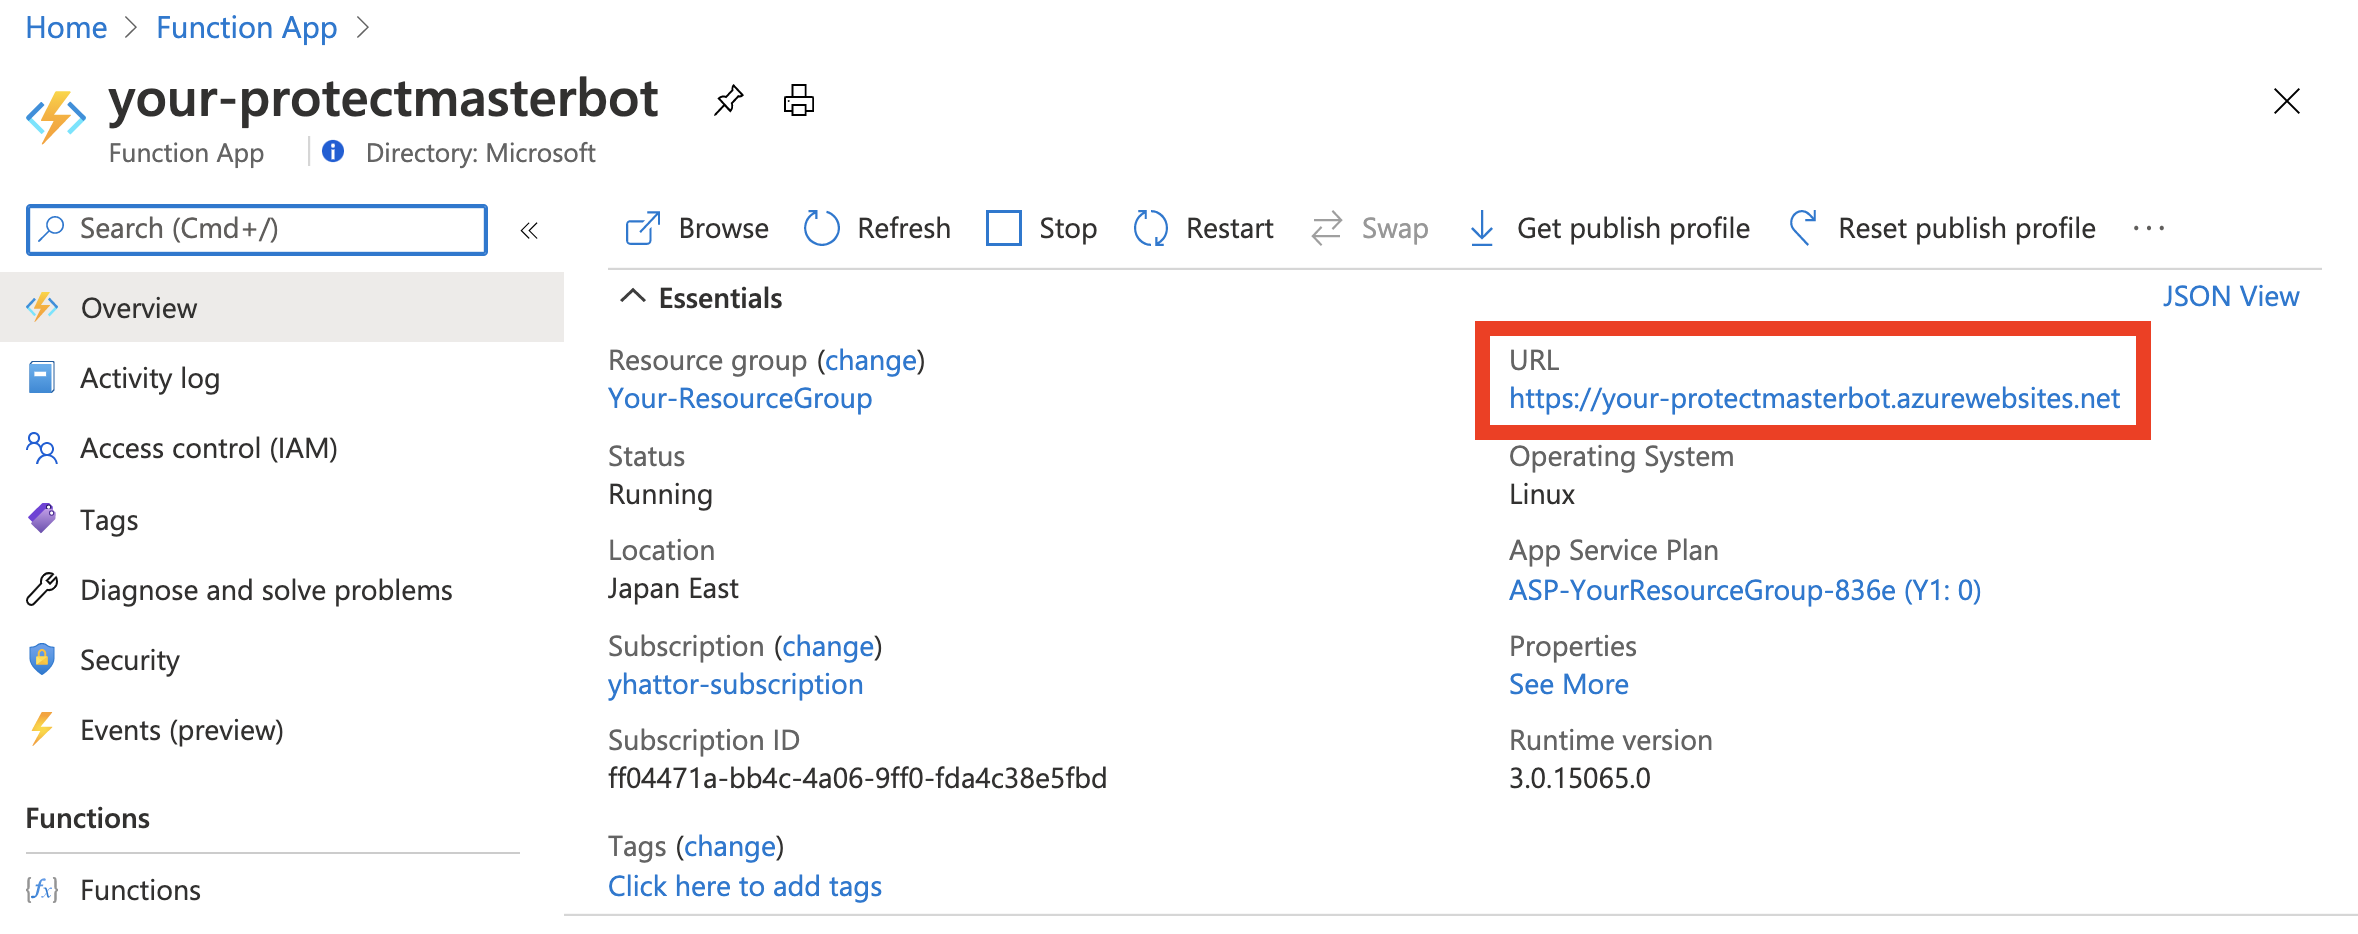 Home > Function App >
your-protectmasterbot
Function App | Directory: Microsoft
Search (Cmd+/) «
Overview
Activity log
Access control (IAM)
Tags
Diagnose and solve problems
Security
Events (preview)
Functions
Functions
Browse Refresh Stop Restart Swap Get publish profile Reset publish profile ...
Essentials
JSON View
Resource group (change)
Your-ResourceGroup
Status
Running
Location
Japan East
Subscription (change)
yhattor-subscription
Subscription ID
ff04471a-bb4c-4a06-9ff0-fda4c38e5fbd
Tags (change)
Click here to add tags
URL
https://your-protectmasterbot.azurewebsites.net
Operating System
Linux
App Service Plan
ASP-YourResourceGroup-836e (Y1: 0)
Properties
See More
Runtime version
3.0.15065.0